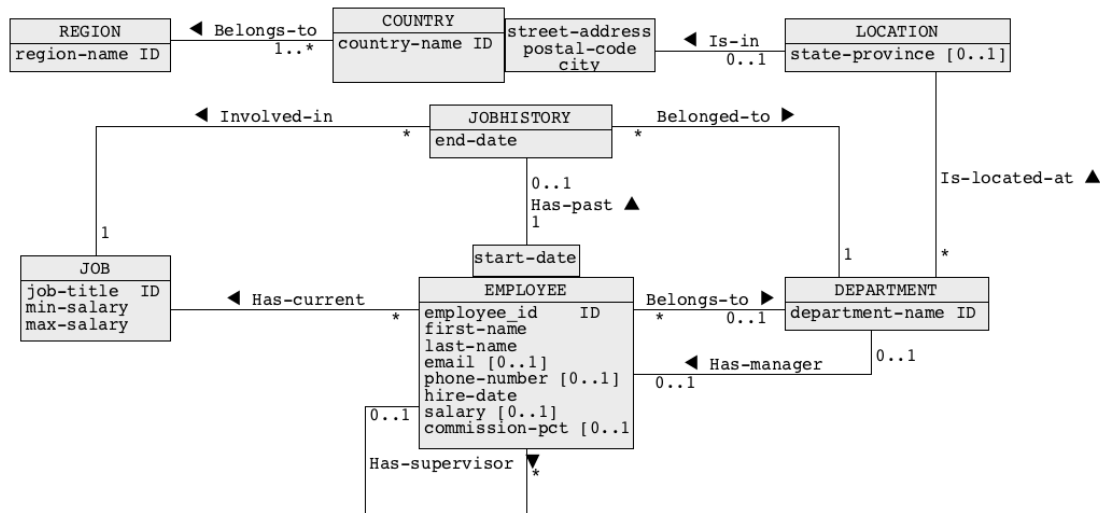 REGION
region-name ID
◀ Belongs-to
1..*
COUNTRY
country-name ID
street-address
postal-code
city
◀ Is-in
0..1
LOCATION
state-province [0..1]
◀ Involved-in
*
JOBHISTORY
end-date
Belonged-to ▶
*
0..1
Has-past ▲
1
Is-located-at ▲
1
1
*
start-date
JOB
job-title ID
min-salary
max-salary
◀ Has-current
*
EMPLOYEE
employee_id ID
first-name
last-name
email [0..1]
phone-number [0..1]
hire-date
salary [0..1]
commission-pct [0..1
Belongs-to ▶
*
0..1
DEPARTMENT
department-name ID
◀ Has-manager
0..1
0..1
0..1
Has-supervisor ▼
*